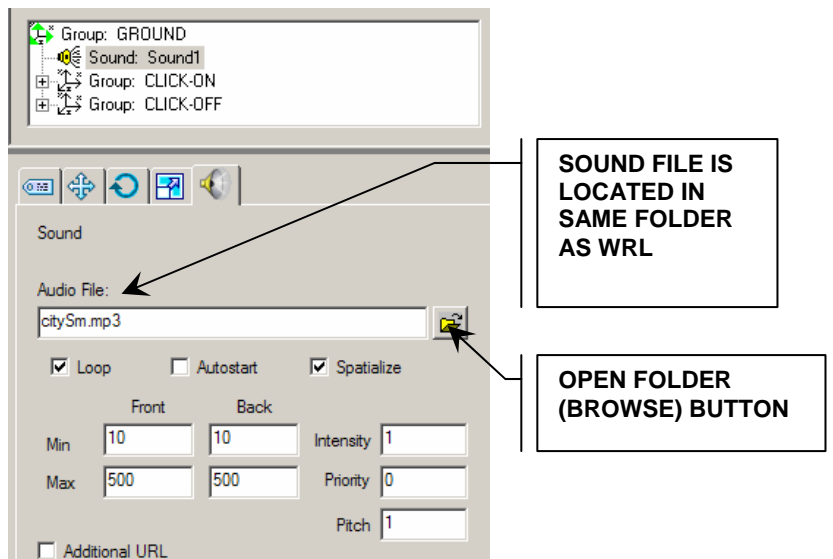 Group: GROUND
Sound: Sound1
Group: CLICK-ON
Group: CLICK-OFF
SOUND FILE IS
LOCATED IN
SAME FOLDER
AS WRL
Sound
Audio File:
citySm.mp3
Loop Autostart Spatialize
OPEN FOLDER
(BROWSE) BUTTON
Front Back
Min 10 10 Intensity 1
Max 500 500 Priority 0
Pitch 1
Additional URL